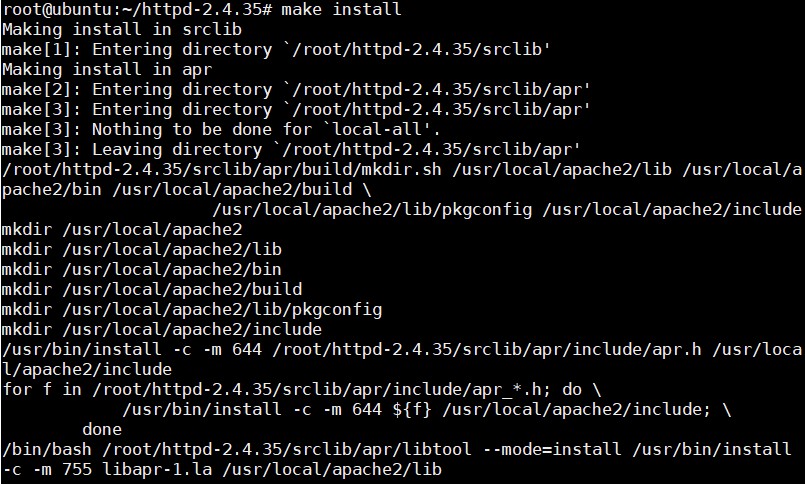 root@ubuntu:~/httpd-2.4.35# make install
Making install in srclib
make[1]: Entering directory `/root/httpd-2.4.35/srclib'
Making install in apr
make[2]: Entering directory `/root/httpd-2.4.35/srclib/apr'
make[3]: Entering directory `/root/httpd-2.4.35/srclib/apr'
make[3]: Nothing to be done for `local-all'.
make[3]: Leaving directory `/root/httpd-2.4.35/srclib/apr'
/root/httpd-2.4.35/srclib/apr/build/mkdir.sh /usr/local/apache2/lib /usr/local/a
pache2/bin /usr/local/apache2/build \
                     /usr/local/apache2/lib/pkgconfig /usr/local/apache2/include
mkdir /usr/local/apache2
mkdir /usr/local/apache2/lib
mkdir /usr/local/apache2/bin
mkdir /usr/local/apache2/build
mkdir /usr/local/apache2/lib/pkgconfig
mkdir /usr/local/apache2/include
/usr/bin/install -c -m 644 /root/httpd-2.4.35/srclib/apr/include/apr.h /usr/loca
l/apache2/include
for f in /root/httpd-2.4.35/srclib/apr/include/apr_*.h; do \
            /usr/bin/install -c -m 644 ${f} /usr/local/apache2/include; \
        done
/bin/bash /root/httpd-2.4.35/srclib/apr/libtool --mode=install /usr/bin/install
-c -m 755 libapr-1.la /usr/local/apache2/lib